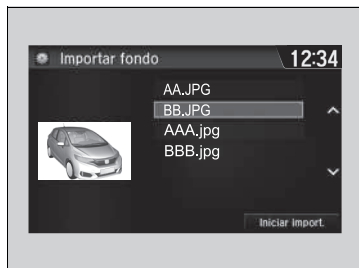 Importar fondo 12:34
AA.JPG
BB.JPG
AAA.jpg
BBB.jpg
Iniciar import.